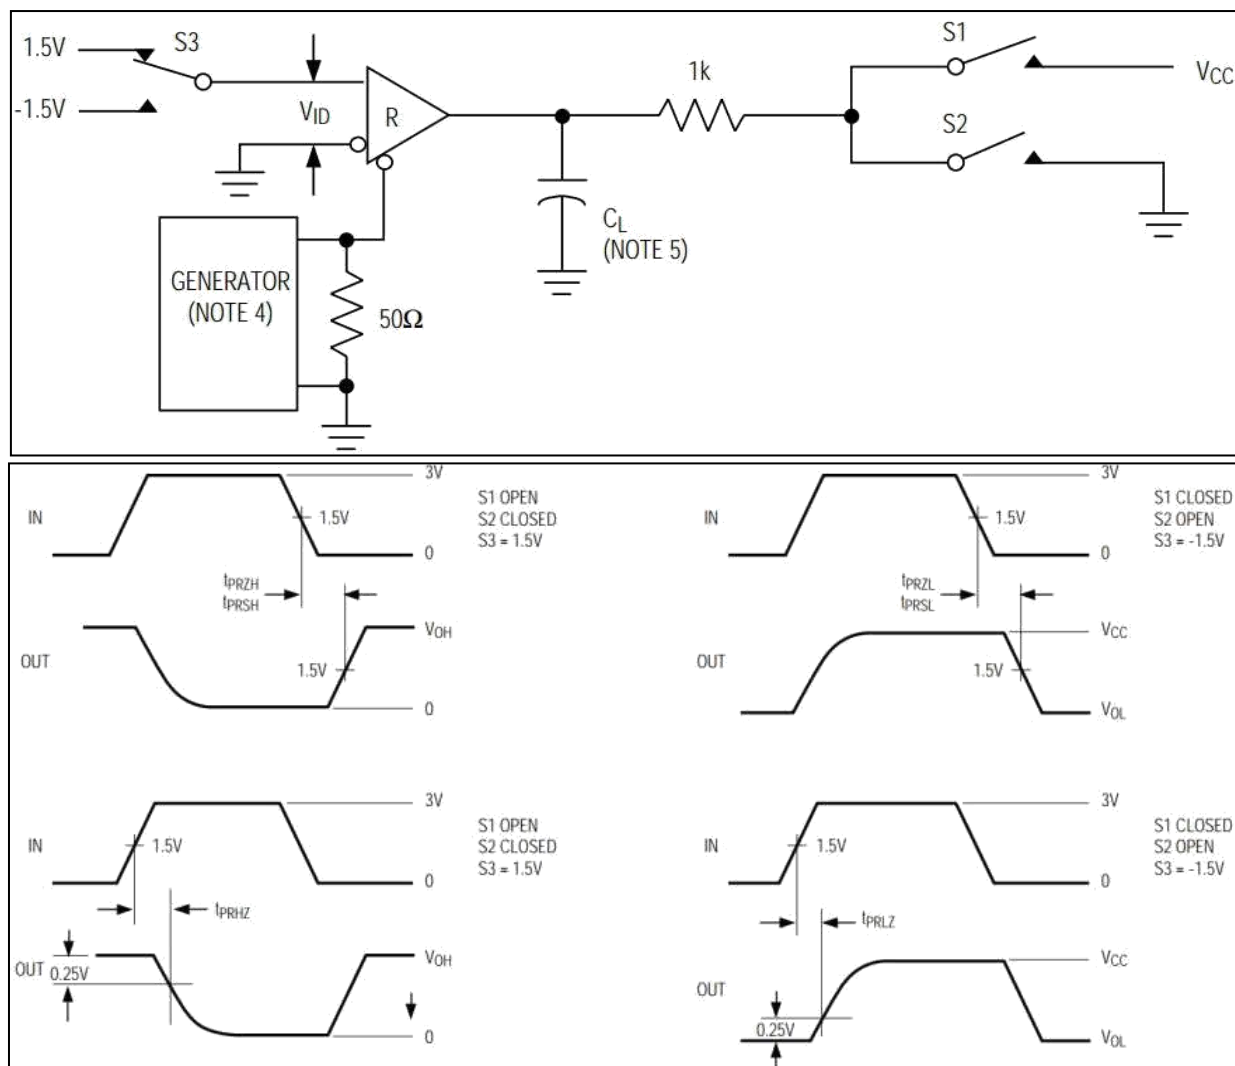 1.5V
S3
-1.5V
VID
R
1k
S1
VCC
S2
CL
(NOTE 5)
GENERATOR
(NOTE 4)
50Ω
IN
3V
1.5V
0
S1 OPEN
S2 CLOSED
S3 = 1.5V
tPRZH
tPRSH
OUT
VOH
1.5V
0
IN
3V
1.5V
0
S1 CLOSED
S2 OPEN
S3 = -1.5V
tPRZL
tPRSL
OUT
VCC
1.5V
VOL
IN
3V
1.5V
0
S1 OPEN
S2 CLOSED
S3 = 1.5V
tPRHZ
OUT
0.25V
VOH
0
IN
3V
1.5V
0
S1 CLOSED
S2 OPEN
S3 = -1.5V
tPRLZ
OUT
VCC
0.25V
VOL